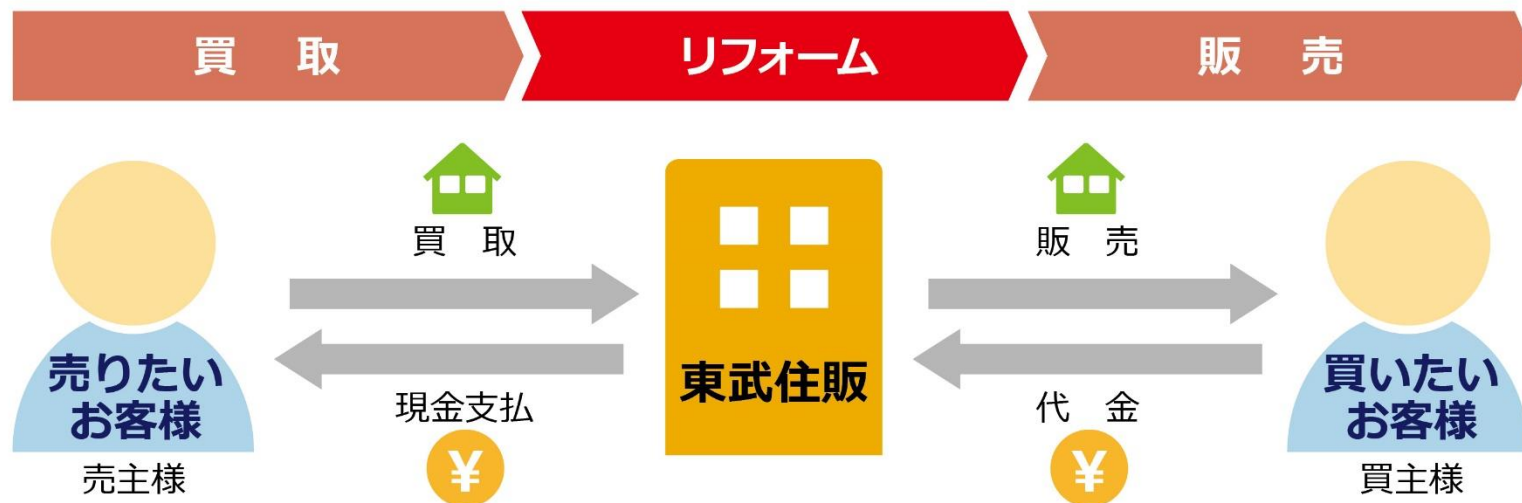 買 取
リフォーム
販 売
買 取
販 売
売りたい
お客様
東武住販
買いたい
お客様
現金支払
代 金
¥
¥
売主様
買主様